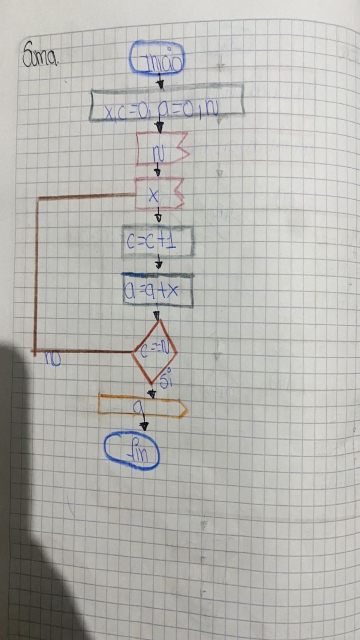 Suma
Inicio
x, c=0, a=0, N
N
x
c=c+1
a=a+x
c==N
no
Si
a
fin